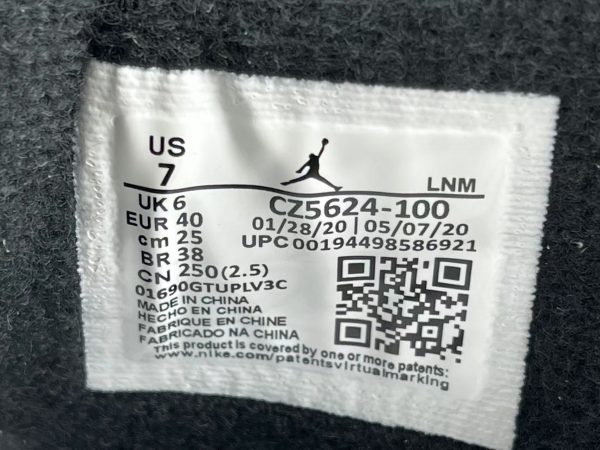 US
7
LNM
UK 6
EUR 40
cm 25
BR 38
CN 250 (2.5)
CZ5624-100
01/28/20 | 05/07/20
UPC 00194498586921
01690GTUPLV3C
MADE IN CHINA
HECHO EN CHINA
FABRIQUE EN CHINE
FABRICADO NA CHINA
This product is covered by one or more patents:
www.nike.com/patentsvirtualmarking